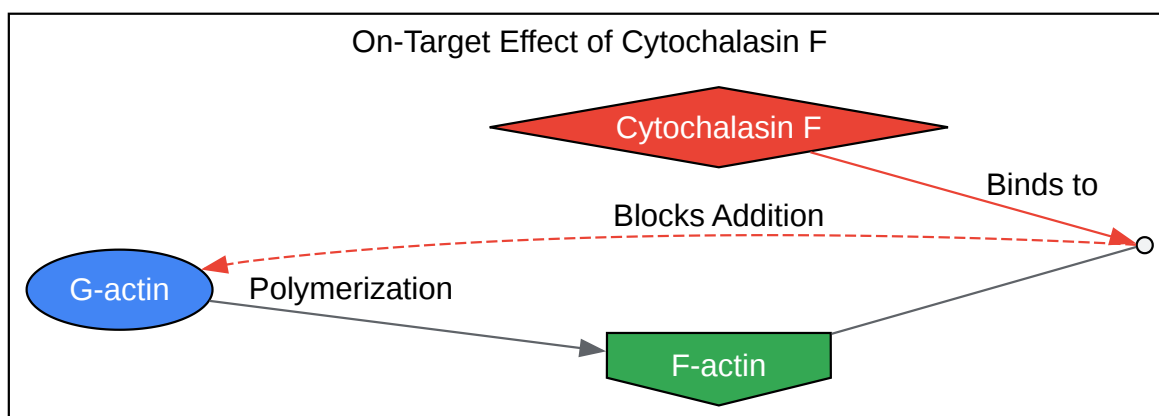 On-Target Effect of Cytochalasin F
Cytochalasin F
Binds to
Blocks Addition
G-actin
Polymerization
F-actin